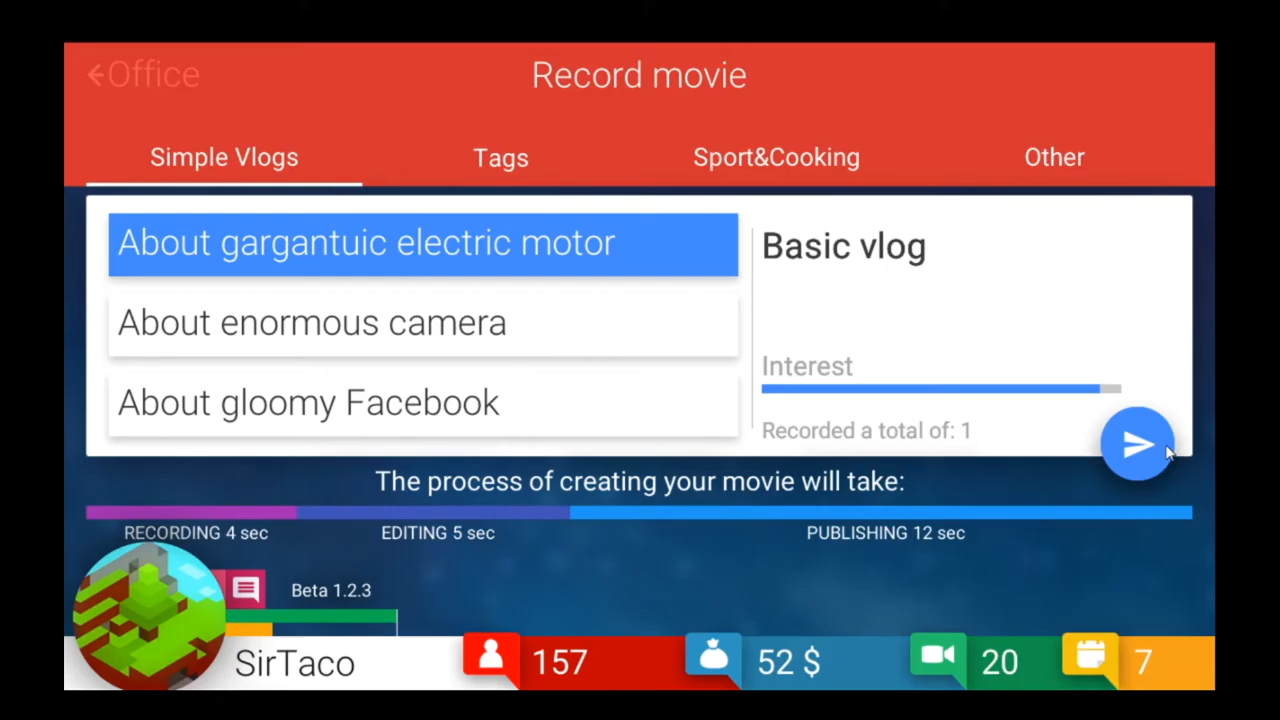 Office
Record movie
Simple Vlogs
Tags
Sport&Cooking
Other
About gargantuic electric motor
About enormous camera
About gloomy Facebook
Basic vlog
Interest
Recorded a total of: 1
The process of creating your movie will take:
RECORDING 4 sec
EDITING 5 sec
PUBLISHING 12 sec
Beta 1.2.3
SirTaco
157
52 $
20
7